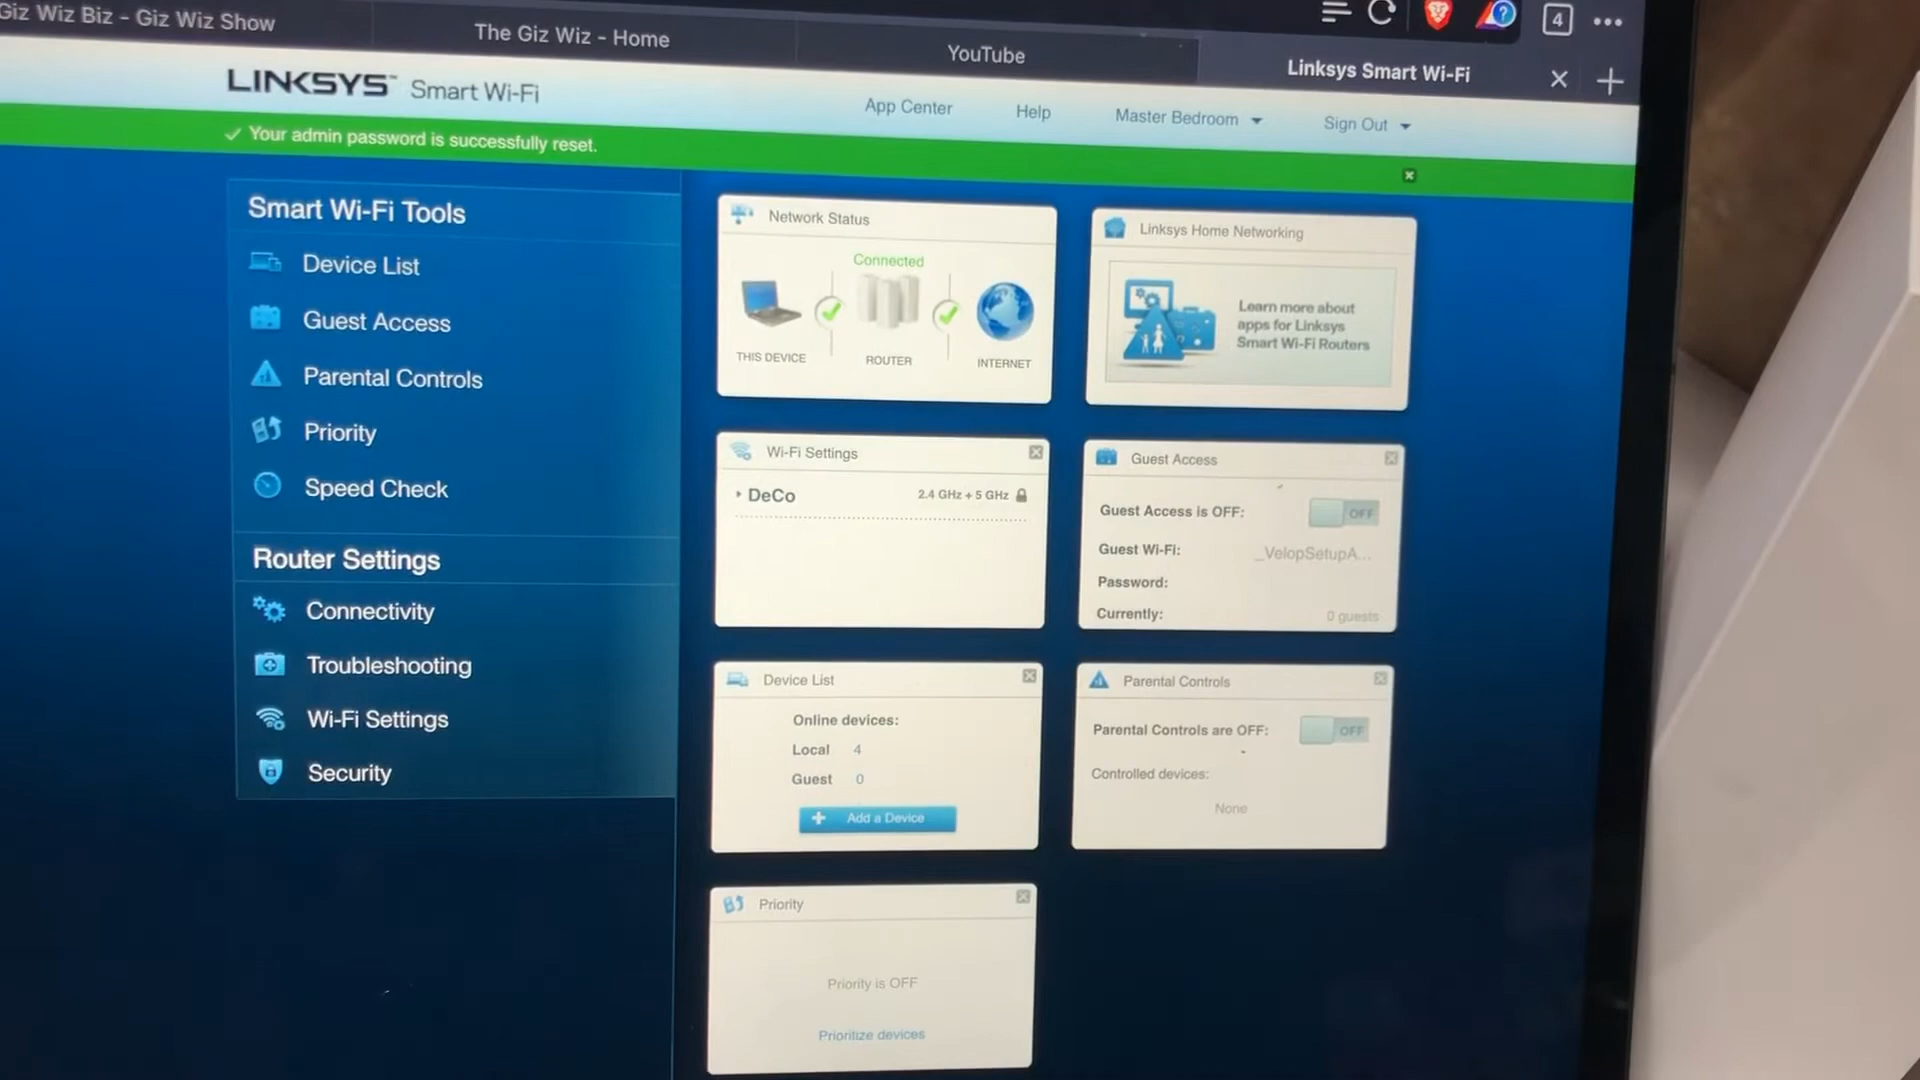 Giz Wiz Biz - Giz Wiz Show
The Giz Wiz - Home
YouTube
Linksys Smart Wi-Fi
4
LINKSYS™ Smart Wi-Fi
App Center
Help
Master Bedroom
Sign Out
Your admin password is successfully reset.
Smart Wi-Fi Tools
Device List
Guest Access
Parental Controls
Priority
Speed Check
Router Settings
Connectivity
Troubleshooting
Wi-Fi Settings
Security
Network Status
Connected
THIS DEVICE
ROUTER
INTERNET
Linksys Home Networking
Learn more about
apps for Linksys
Smart Wi-Fi Routers
Wi-Fi Settings
DeCo
2.4 GHz + 5 GHz
Guest Access
Guest Access is OFF:
OFF
Guest Wi-Fi:
_VelopSetupA...
Password:
Currently:
0 guests
Device List
Online devices:
Local 4
Guest 0
+ Add a Device
Parental Controls
Parental Controls are OFF:
OFF
Controlled devices:
None
Priority
Priority is OFF
Prioritize devices